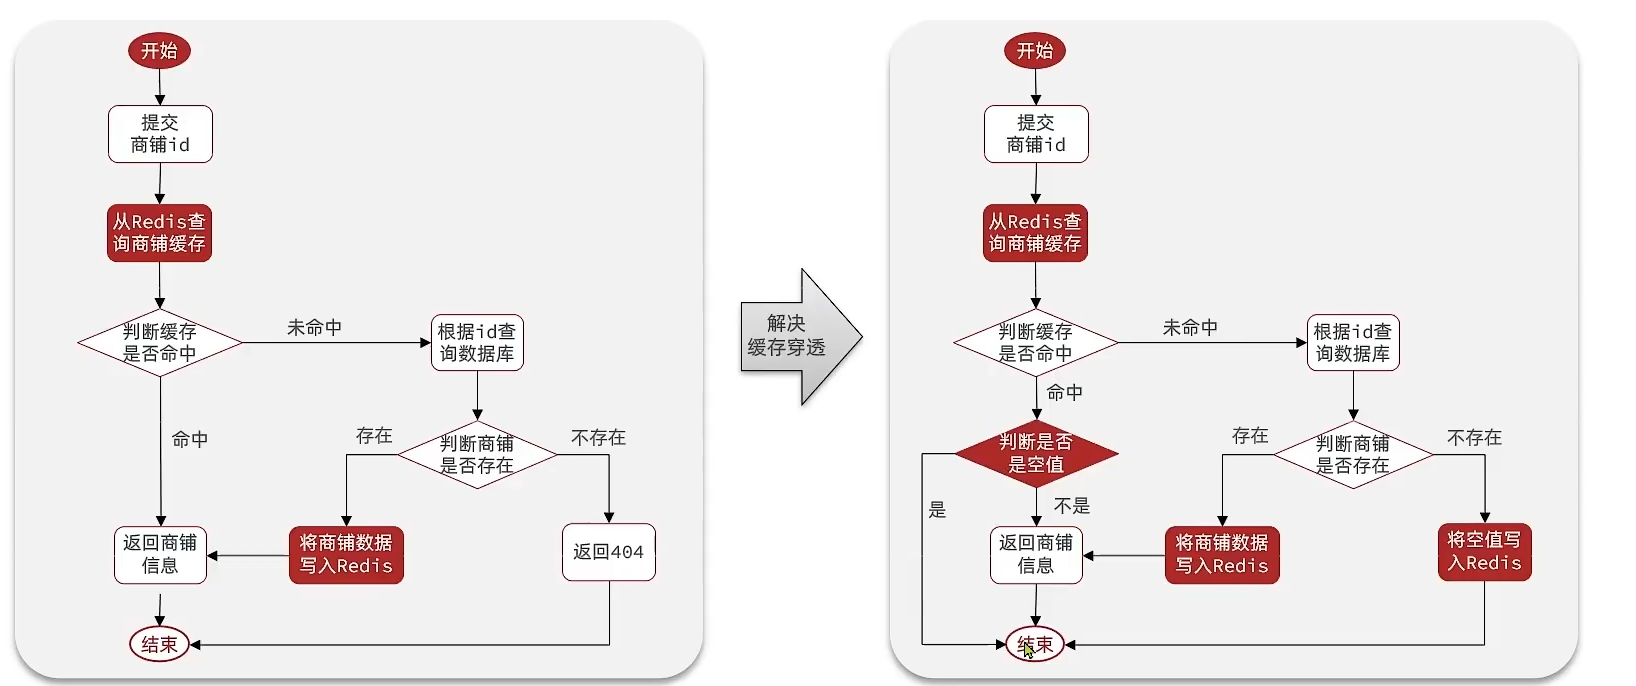 开始
提交
商铺id
从Redis查
询商铺缓存
判断缓存
是否命中
未命中
根据id查
询数据库
命中
存在
判断商铺
是否存在
不存在
返回商铺
信息
将商铺数据
写入Redis
返回404
结束
解决
缓存穿透
开始
提交
商铺id
从Redis查
询商铺缓存
判断缓存
是否命中
未命中
根据id查
询数据库
命中
判断是否
是空值
存在
判断商铺
是否存在
不存在
是
不是
返回商铺
信息
将商铺数据
写入Redis
将空值写
入Redis
结束